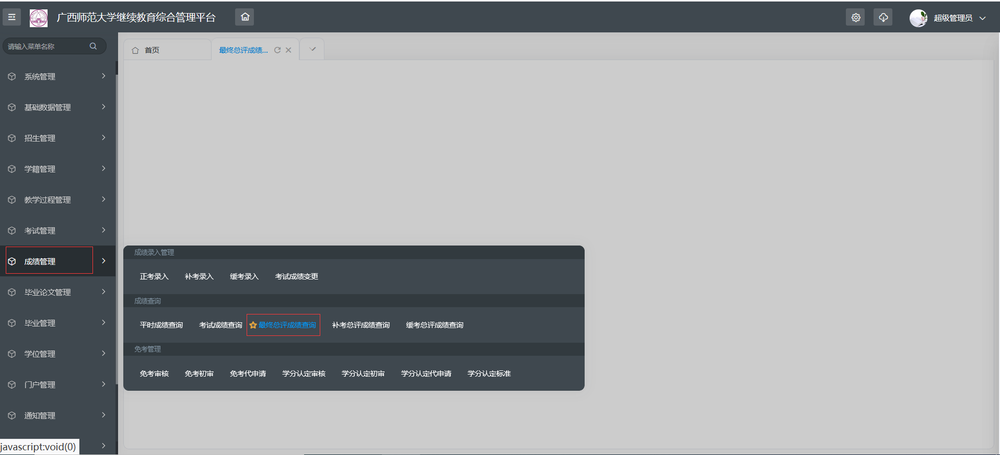 广西师范大学继续教育综合管理平台
超级管理员
请输入菜单名称
首页
最终总评成绩...
系统管理
基础数据管理
招生管理
学籍管理
教学过程管理
考试管理
成绩管理
毕业论文管理
毕业管理
学位管理
门户管理
通知管理
成绩录入管理
正考录入 补考录入 缓考录入 考试成绩变更
成绩查询
平时成绩查询 考试成绩查询 最终总评成绩查询 补考总评成绩查询 缓考总评成绩查询
免考管理
免考审核 免考初审 免考代申请 学分认定审核 学分认定初审 学分认定代申请 学分认定标准
javascript:void(0)